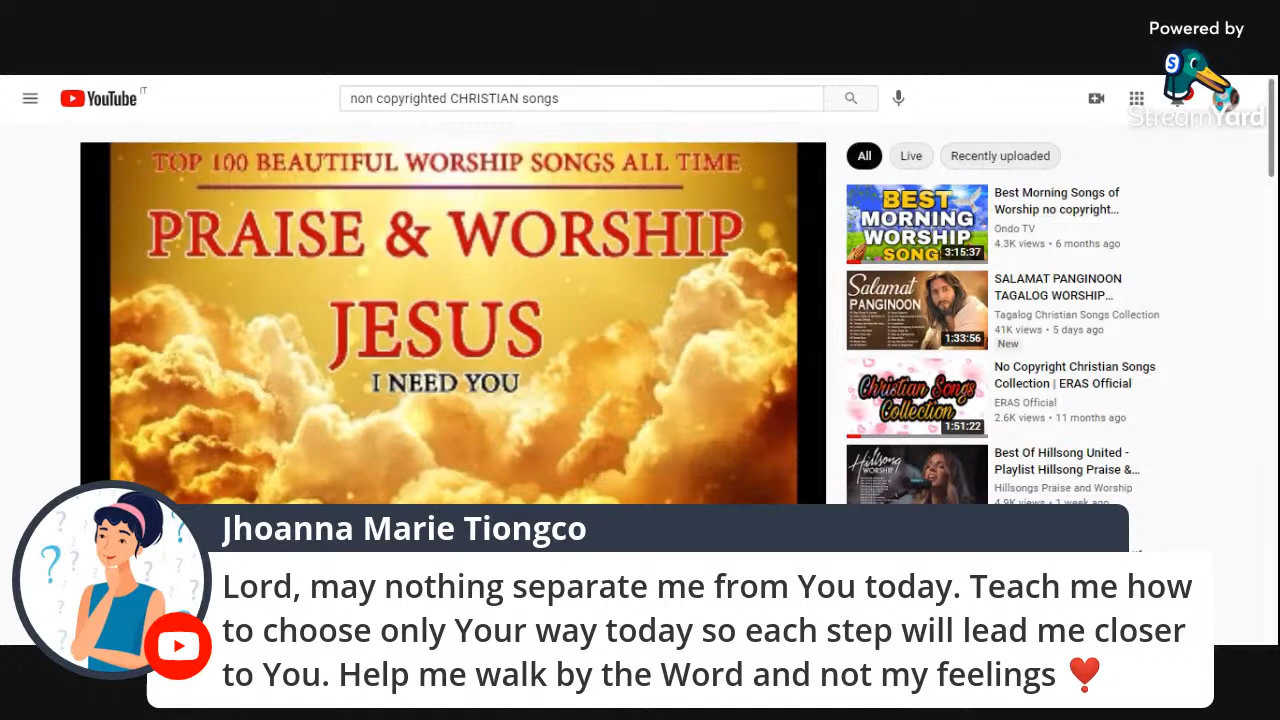 Powered by
StreamYard
YouTube IT
non copyrighted CHRISTIAN songs
TOP 100 BEAUTIFUL WORSHIP SONGS ALL TIME
PRAISE & WORSHIP
JESUS
I NEED YOU
All
Live
Recently uploaded
BEST
MORNING
WORSHIP
SONG
3:15:37
Best Morning Songs of
Worship no copyright...
Ondo TV
4.3K views • 6 months ago
Salamat
PANGINOON
1:33:56
SALAMAT PANGINOON
TAGALOG WORSHIP...
Tagalog Christian Songs Collection
41K views • 5 days ago
New
Christian Songs
Collection
1:51:22
No Copyright Christian Songs
Collection | ERAS Official
ERAS Official
2.6K views • 11 months ago
Hillsong
WORSHIP
Best Of Hillsong United -
Playlist Hillsong Praise &...
Hillsongs Praise and Worship
4.9K views • 1 week ago
Jhoanna Marie Tiongco
Lord, may nothing separate me from You today. Teach me how
to choose only Your way today so each step will lead me closer
to You. Help me walk by the Word and not my feelings ❣️